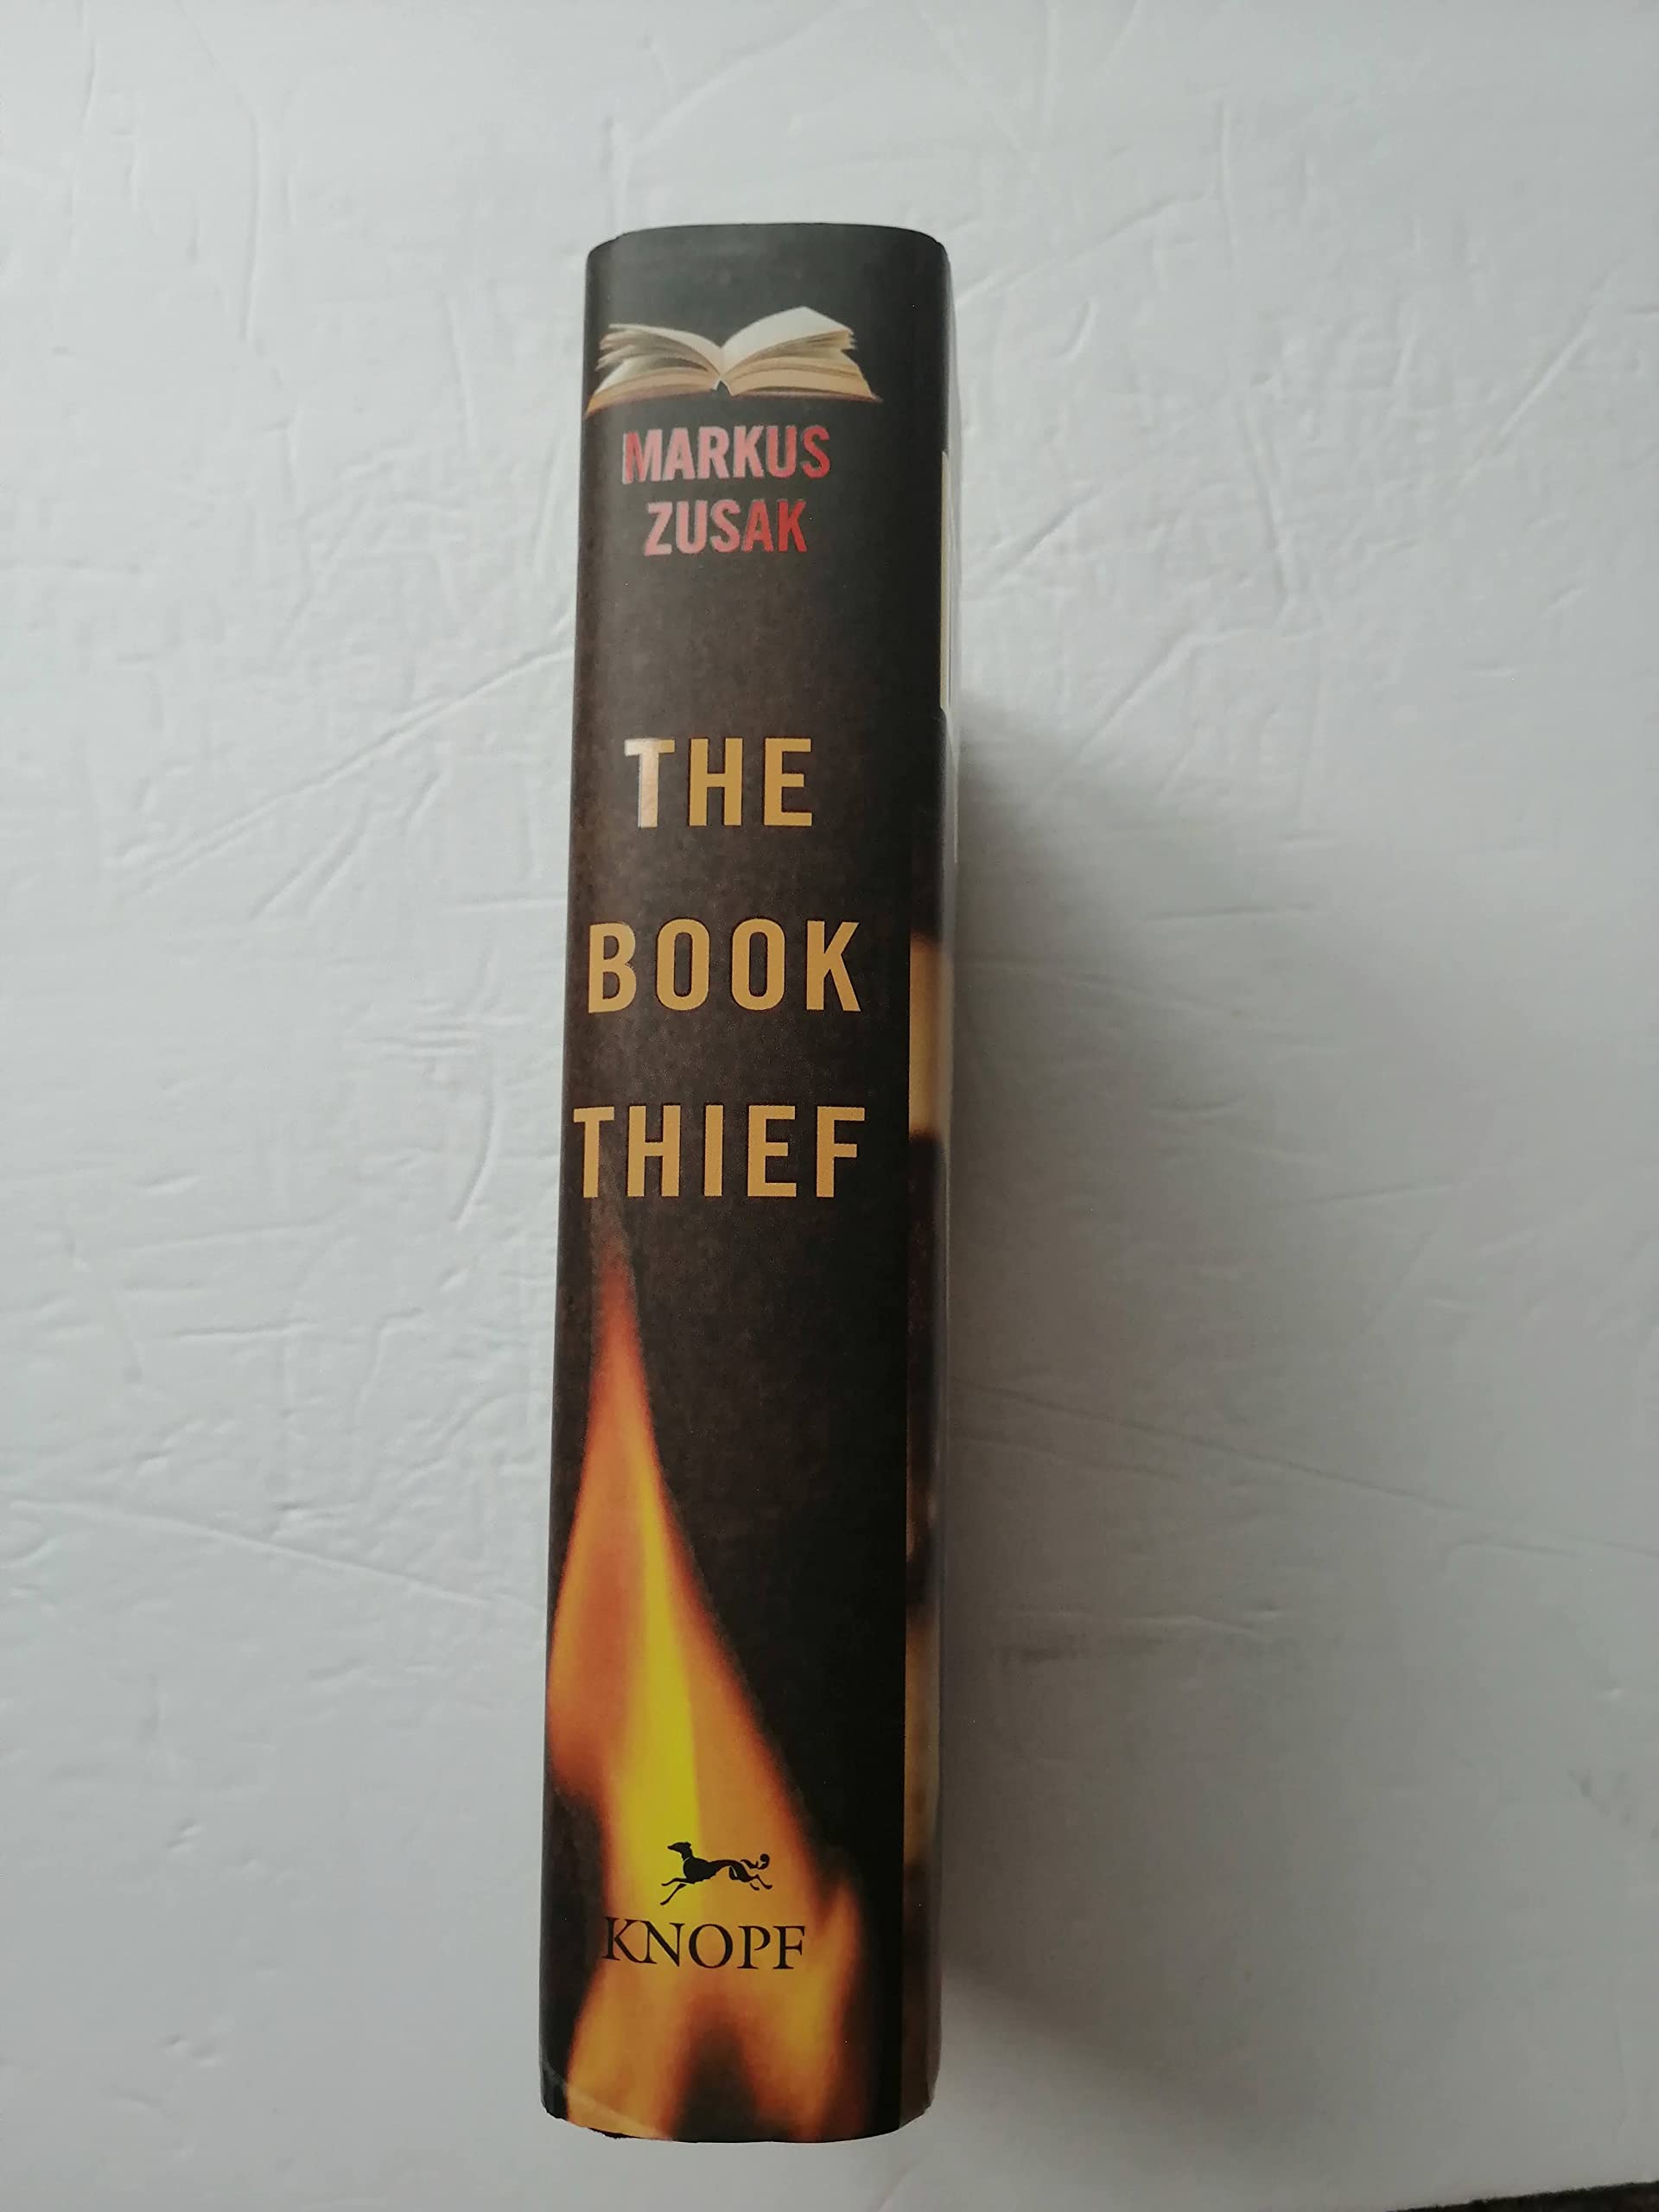 MARKUS
ZUSAK
THE
BOOK
THIEF
KNOPF